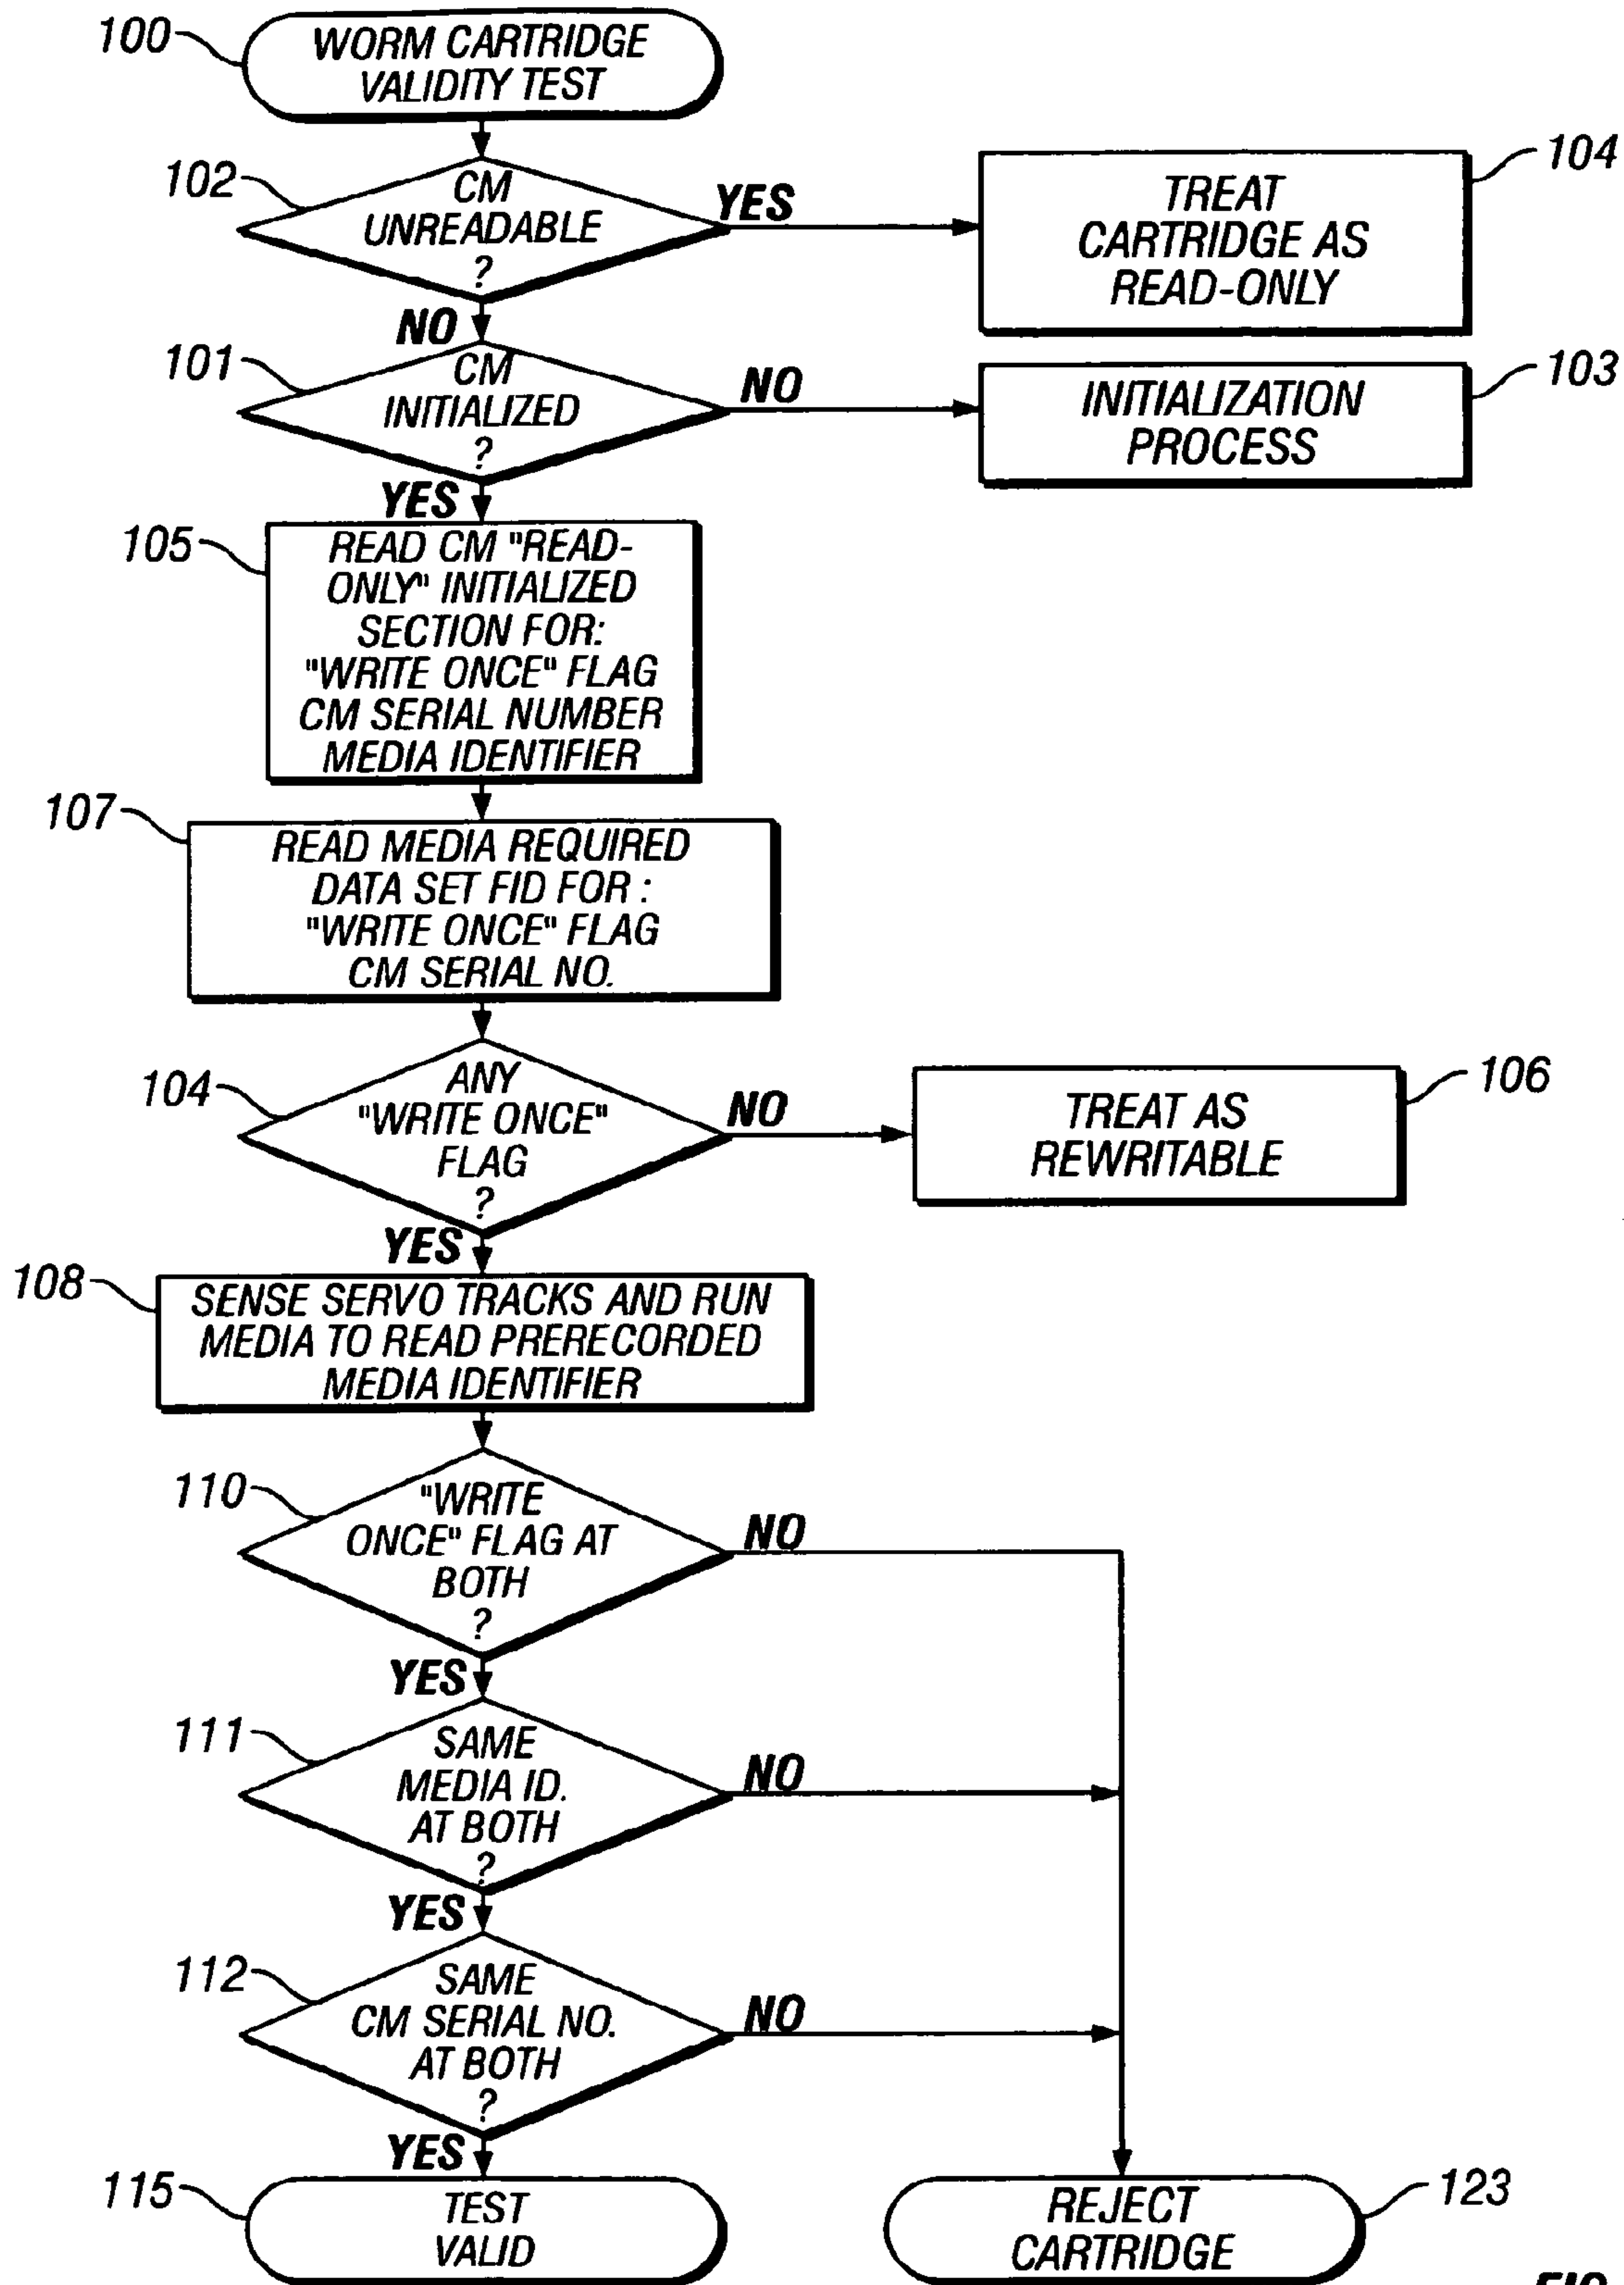 100
WORM CARTRIDGE
VALIDITY TEST
102
CM
UNREADABLE
?
YES
104
TREAT
CARTRIDGE AS
READ-ONLY
NO
101
CM
INITIALIZED
?
NO
103
INITIALIZATION
PROCESS
YES
105
READ CM "READ-
ONLY" INITIALIZED
SECTION FOR:
"WRITE ONCE" FLAG
CM SERIAL NUMBER
MEDIA IDENTIFIER
107
READ MEDIA REQUIRED
DATA SET FID FOR :
"WRITE ONCE" FLAG
CM SERIAL NO.
104
ANY
"WRITE ONCE"
FLAG
?
NO
106
TREAT AS
REWRITABLE
YES
108
SENSE SERVO TRACKS AND RUN
MEDIA TO READ PRERECORDED
MEDIA IDENTIFIER
110
"WRITE
ONCE" FLAG AT
BOTH
?
NO
YES
111
SAME
MEDIA ID.
AT BOTH
?
NO
YES
112
SAME
CM SERIAL NO.
AT BOTH
?
NO
YES
115
TEST
VALID
123
REJECT
CARTRIDGE